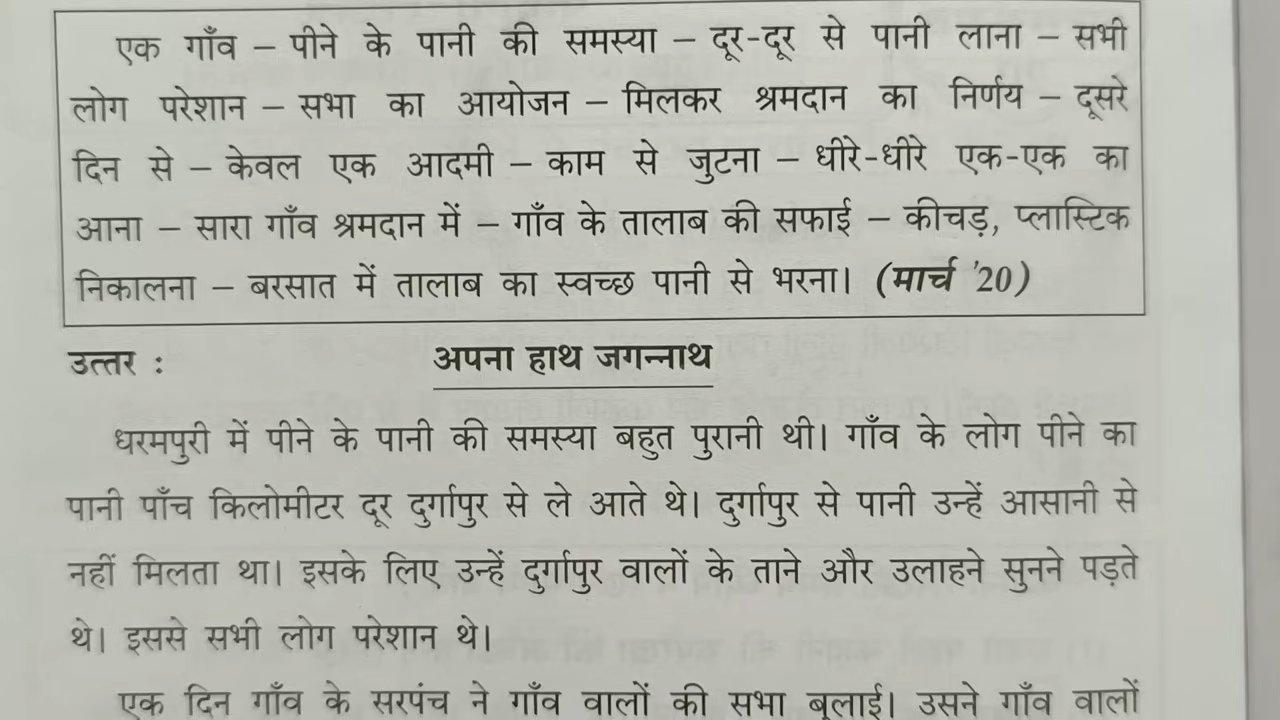 एक गाँव – पीने के पानी की समस्या – दूर-दूर से पानी लाना – सभी
लोग परेशान – सभा का आयोजन – मिलकर श्रमदान का निर्णय – दूसरे
दिन से – केवल एक आदमी – काम से जुटना – धीरे-धीरे एक-एक का
आना – सारा गाँव श्रमदान में – गाँव के तालाब की सफाई – कीचड़, प्लास्टिक
निकालना – बरसात में तालाब का स्वच्छ पानी से भरना। (मार्च '20)
उत्तर :	अपना हाथ जगन्नाथ
धरमपुरी में पीने के पानी की समस्या बहुत पुरानी थी। गाँव के लोग पीने का
पानी पाँच किलोमीटर दूर दुर्गापुर से ले आते थे। दुर्गापुर से पानी उन्हें आसानी से
नहीं मिलता था। इसके लिए उन्हें दुर्गापुर वालों के ताने और उलाहने सुनने पड़ते
थे। इससे सभी लोग परेशान थे।
एक दिन गाँव के सरपंच ने गाँव वालों की सभा बुलाई। उसने गाँव वालों